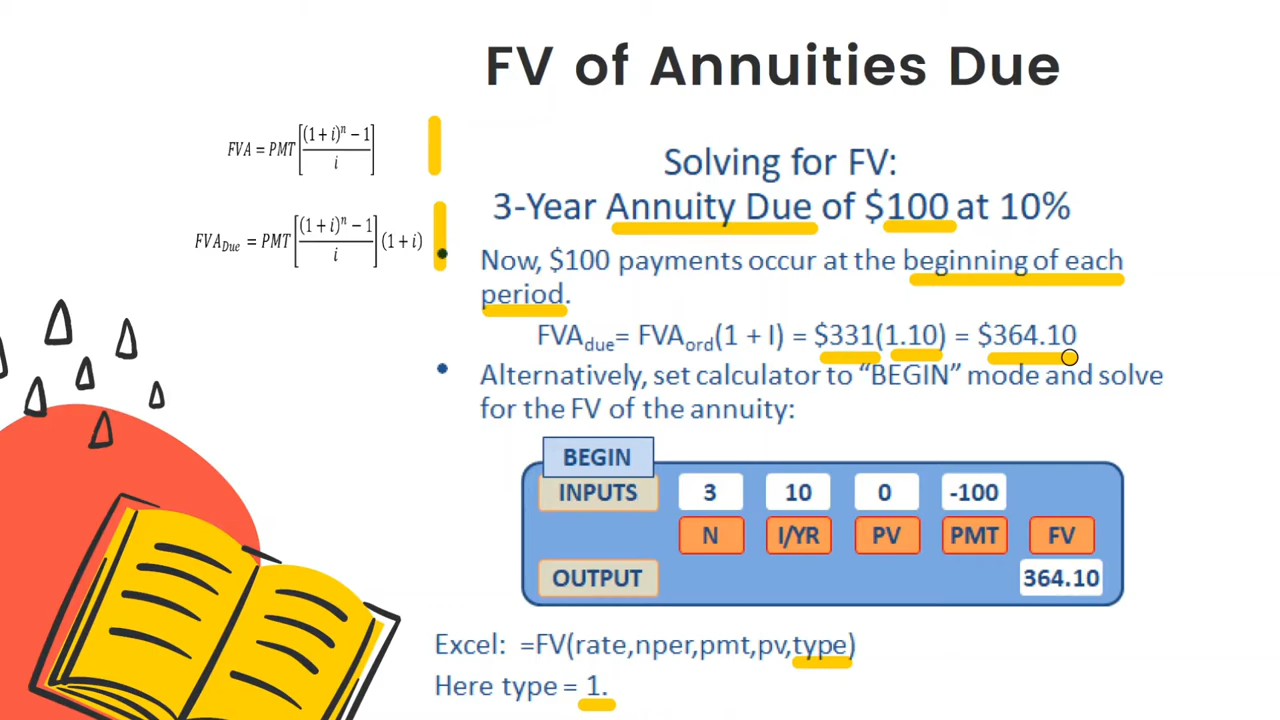 FV of Annuities Due
FVA = PMT[((1 + i)ⁿ − 1)/i]
FVA_Due = PMT[((1 + i)ⁿ − 1)/i](1 + i)
Solving for FV:
3-Year Annuity Due of $100 at 10%
• Now, $100 payments occur at the beginning of each
period.
FVA_due= FVA_ord(1 + I) = $331(1.10) = $364.10
• Alternatively, set calculator to “BEGIN” mode and solve
for the FV of the annuity:
BEGIN
INPUTS 3 10 0 -100
N I/YR PV PMT FV
OUTPUT 364.10
Excel: =FV(rate,nper,pmt,pv,type)
Here type = 1.